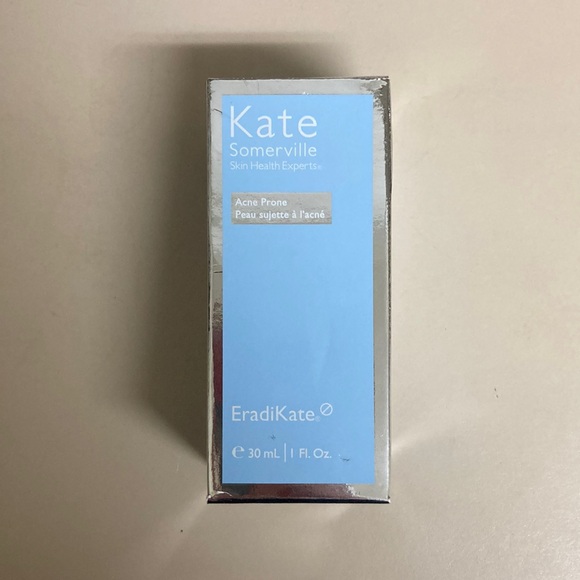 Kate
Somerville
Skin Health Experts®
Acne Prone
Peau sujette à l'acné
EradiKate®
℮ 30 mL | 1 Fl. Oz.